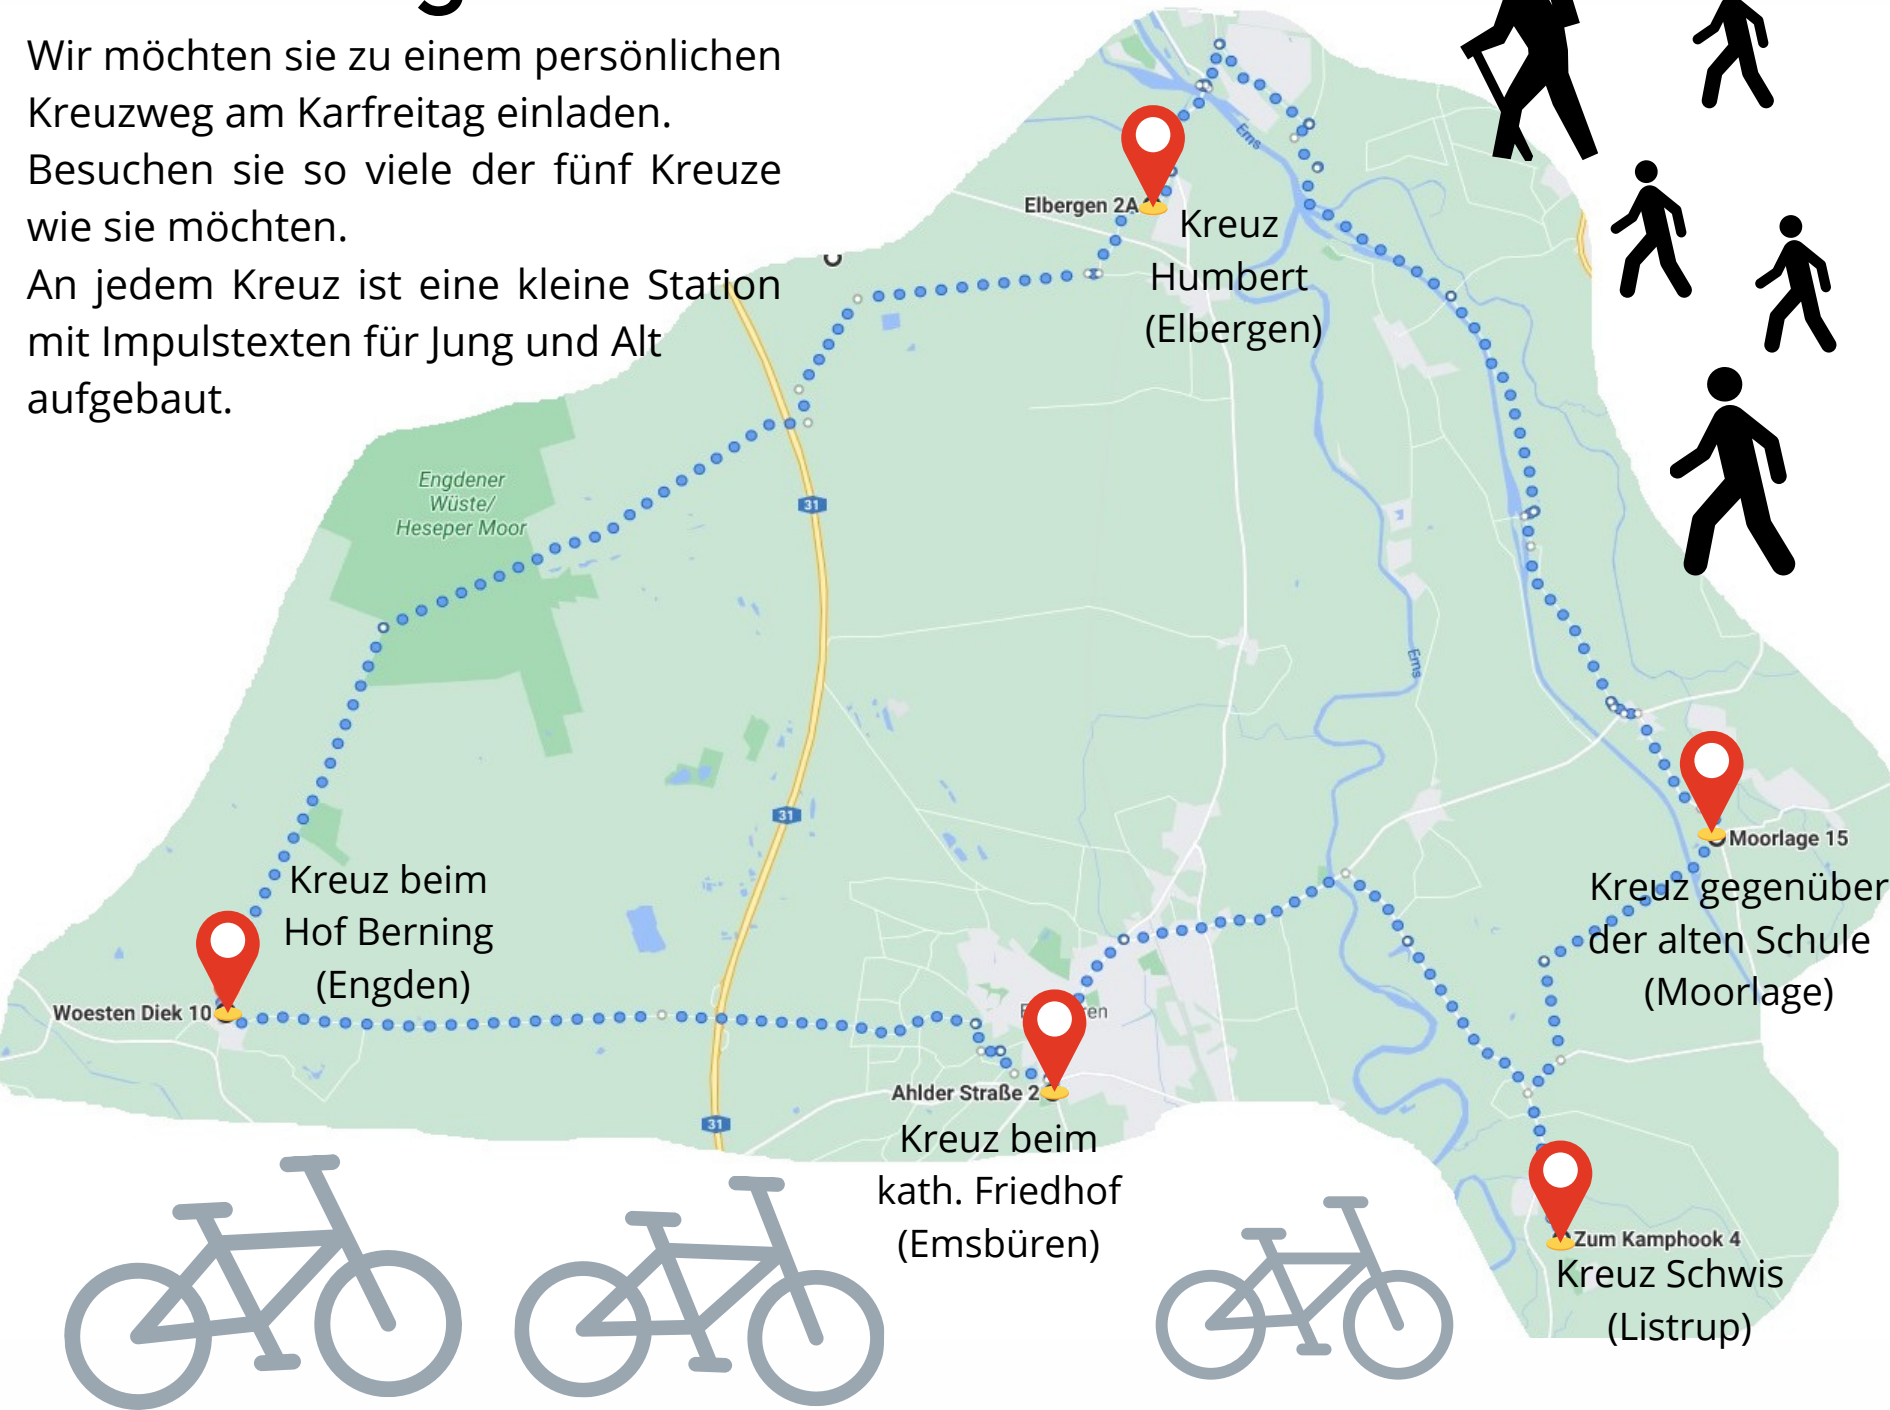 Wir möchten sie zu einem persönlichen
Kreuzweg am Karfreitag einladen.
Besuchen sie so viele der fünf Kreuze
wie sie möchten.
An jedem Kreuz ist eine kleine Station
mit Impulstexten für Jung und Alt
aufgebaut.
Ems
Elbergen 2A
Kreuz
Humbert
(Elbergen)
Engdener
Wüste/
Heseper Moor
31
Ems
31
Moorlage 15
Kreuz gegenüber
der alten Schule
(Moorlage)
Kreuz beim
Hof Berning
(Engden)
Woesten Diek 10
Ahlder Straße 2
31
Kreuz beim
kath. Friedhof
(Emsbüren)
Zum Kamphook 4
Kreuz Schwis
(Listrup)